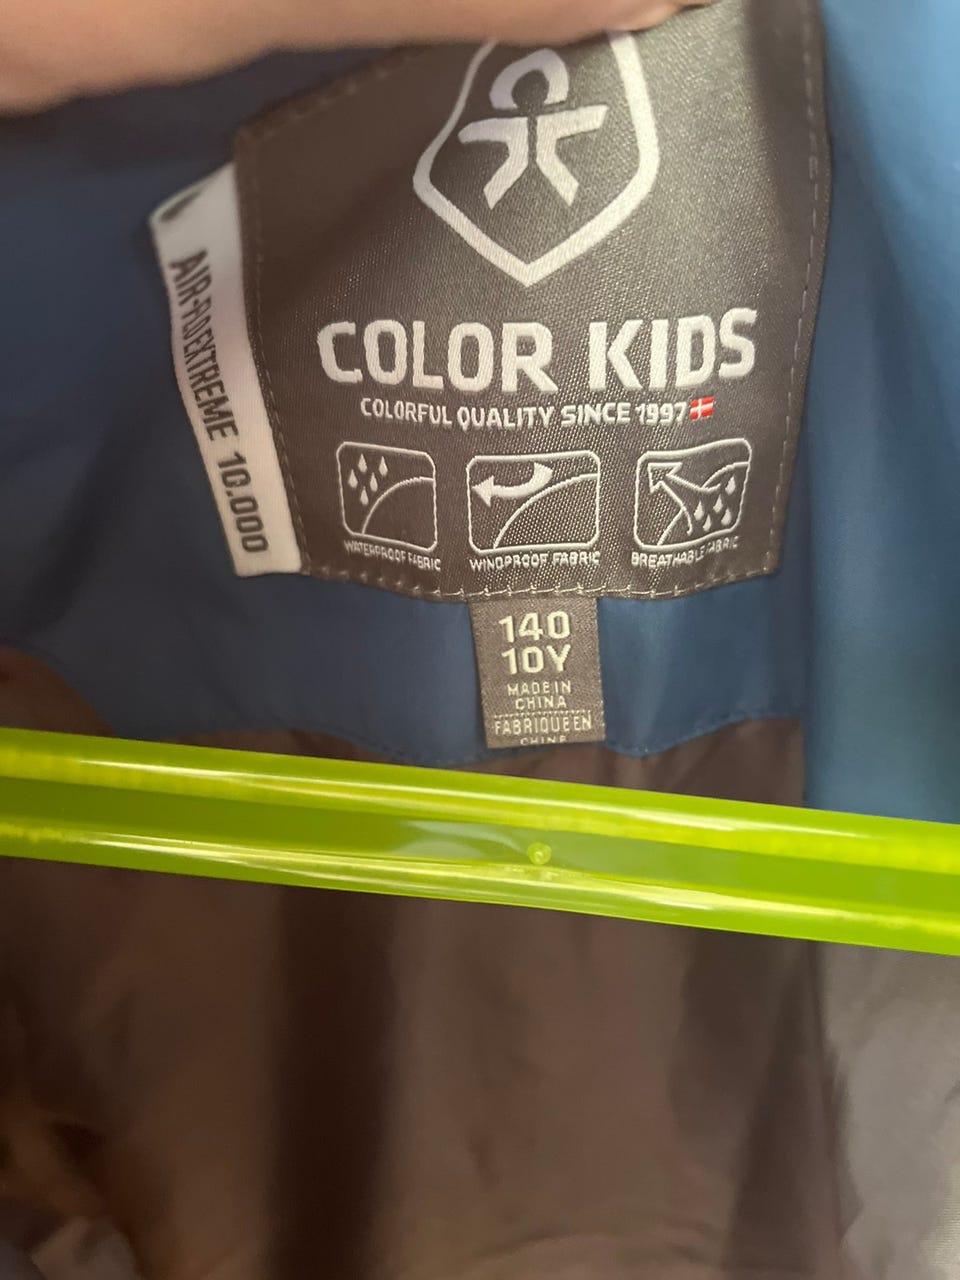 COLOR KIDS
COLORFUL QUALITY SINCE 1997
WATERPROOF FABRIC
WINDPROOF FABRIC
BREATHABLE FABRIC
AIR-FLO EXTREME 10.000
140
10Y
MADE IN
CHINA
FABRIQUE EN
CHINE